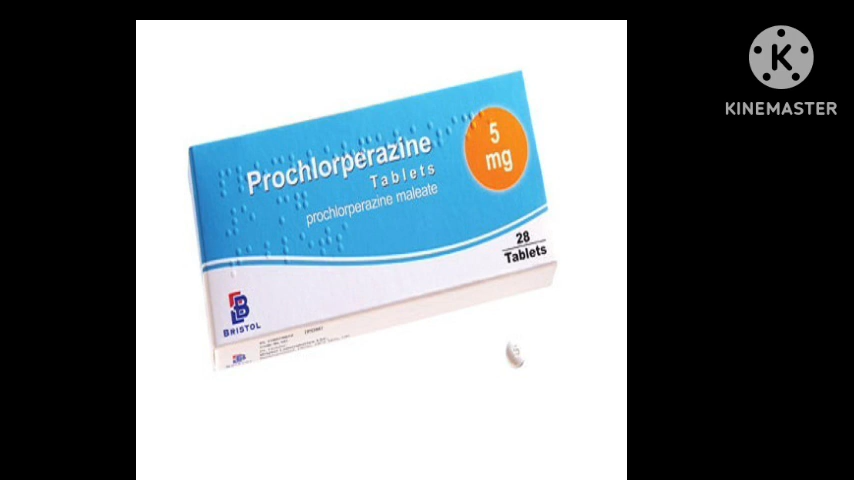 K
KINEMASTER
Prochlorperazine
Tablets
prochlorperazine maleate
5
mg
28
Tablets
B
BRISTOL